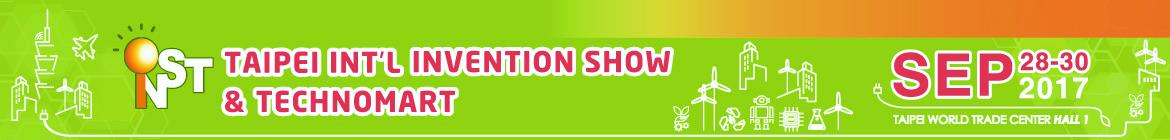 INST
TAIPEI INT'L INVENTION SHOW
& TECHNOMART
SEP 28-30
2017
TAIPEI WORLD TRADE CENTER HALL 1